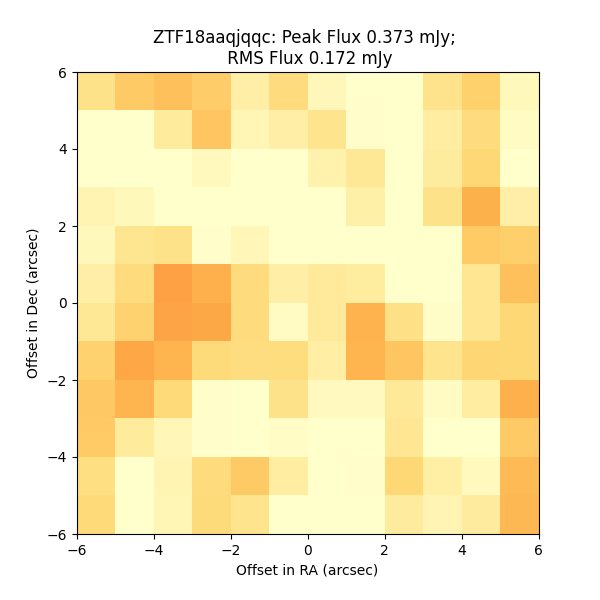 ZTF18aaqjqqc: Peak Flux 0.373 mJy;
RMS Flux 0.172 mJy
6
4
2
0
−2
−4
−6
Offset in Dec (arcsec)
−6 −4 −2 0 2 4 6
Offset in RA (arcsec)